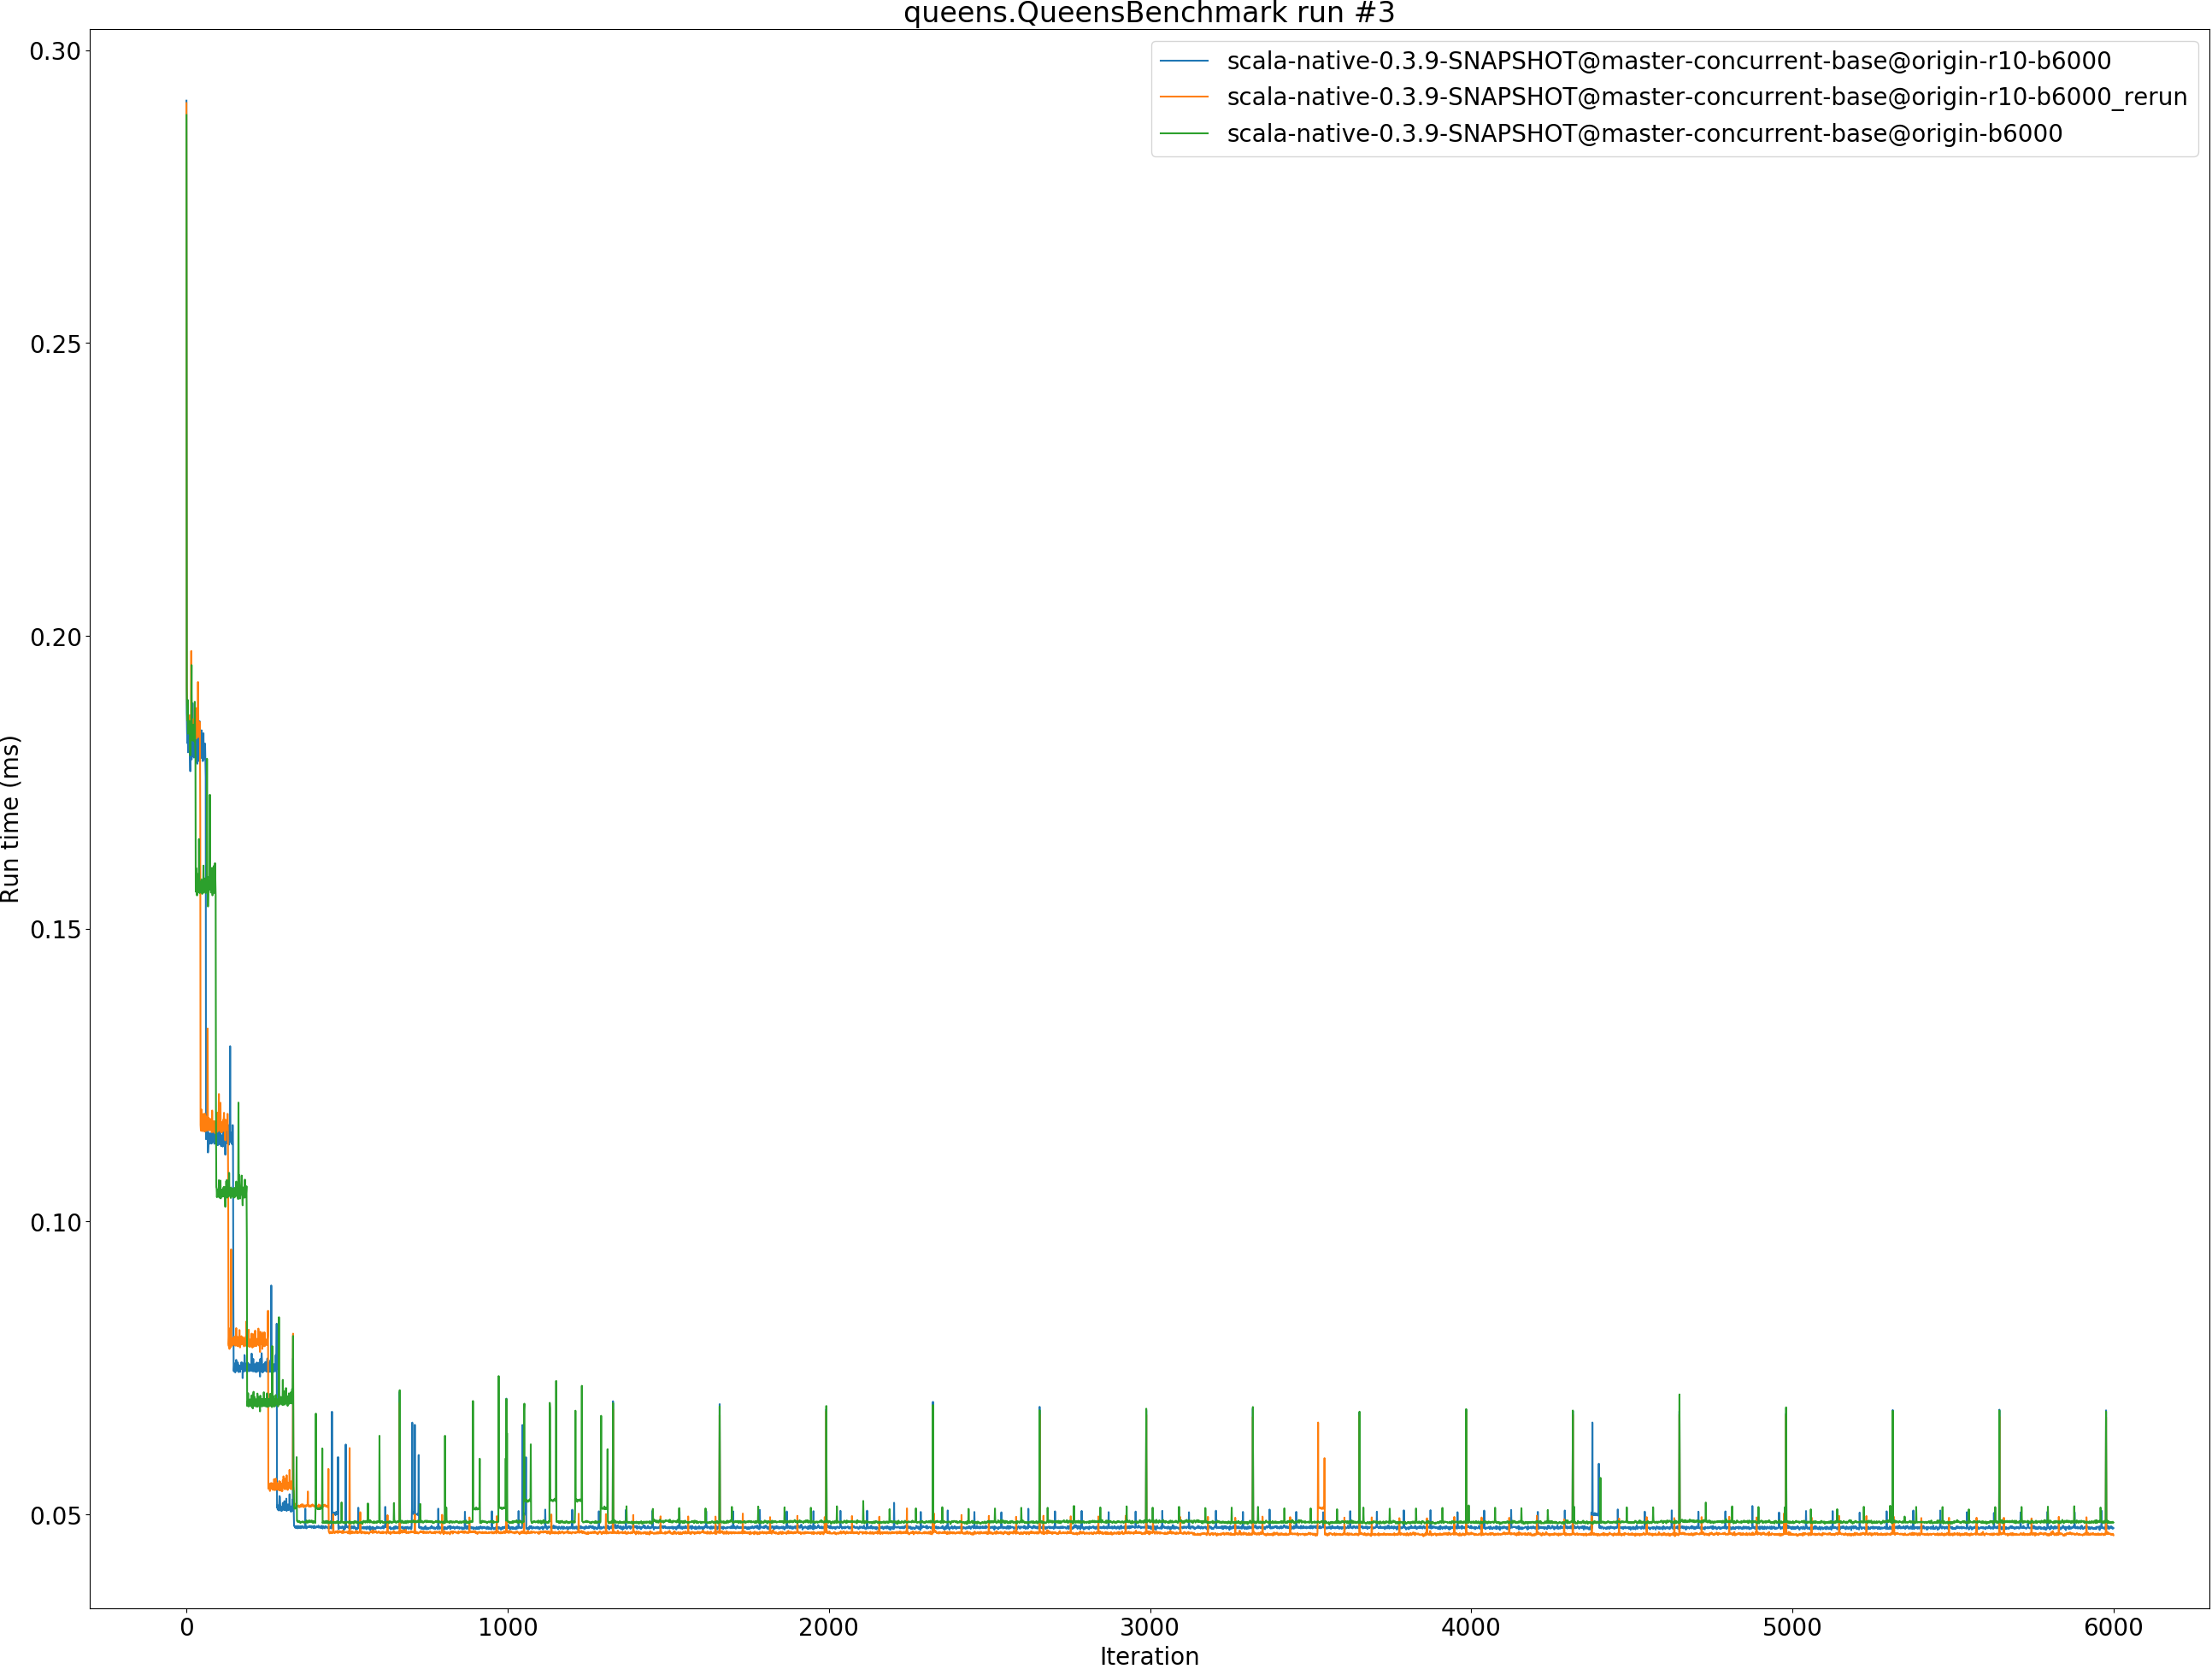 queens.QueensBenchmark run #3
scala-native-0.3.9-SNAPSHOT@master-concurrent-base@origin-r10-b6000
scala-native-0.3.9-SNAPSHOT@master-concurrent-base@origin-r10-b6000_rerun
scala-native-0.3.9-SNAPSHOT@master-concurrent-base@origin-b6000
Run time (ms)
0.30
0.25
0.20
0.15
0.10
0.05
0 1000 2000 3000 4000 5000 6000
Iteration